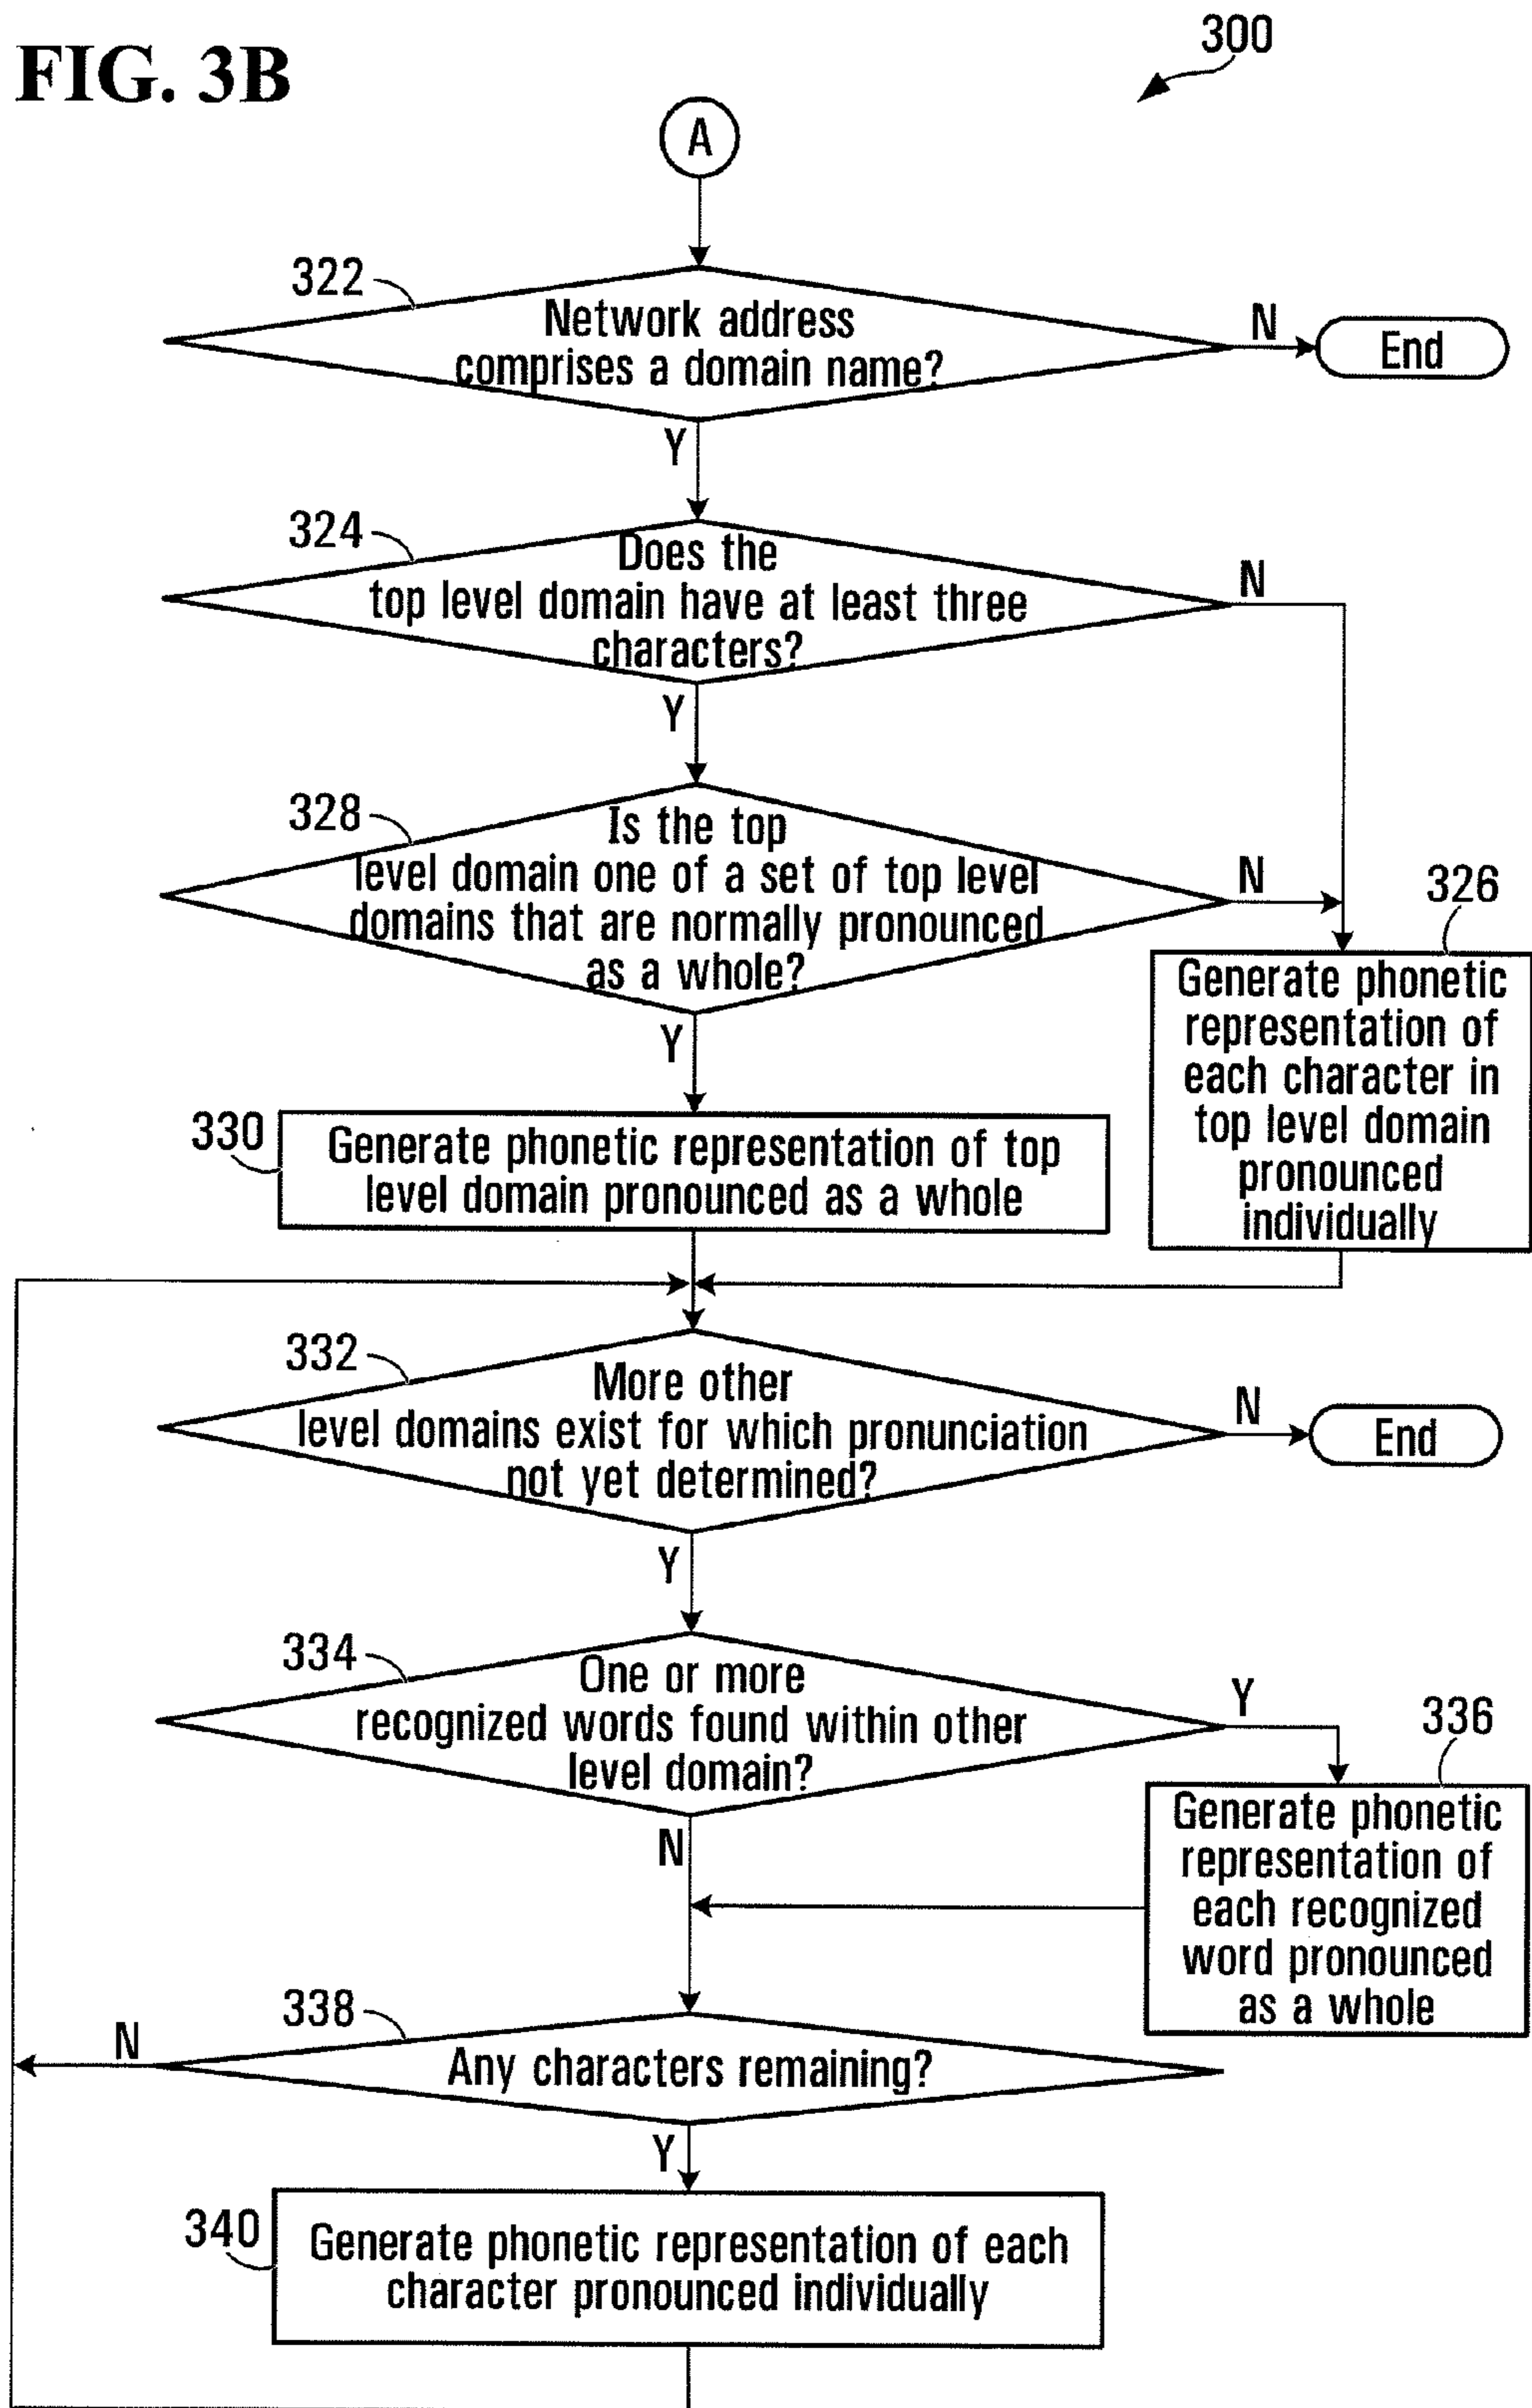 FIG. 3B
300
A
322
Network address
comprises a domain name?
N
End
Y
324
Does the
top level domain have at least three
characters?
N
Y
328
Is the top
level domain one of a set of top level
domains that are normally pronounced
as a whole?
N
326
Generate phonetic
representation of
each character in
top level domain
pronounced
individually
Y
330
Generate phonetic representation of top
level domain pronounced as a whole
332
More other
level domains exist for which pronunciation
not yet determined?
N
End
Y
334
One or more
recognized words found within other
level domain?
Y
336
Generate phonetic
representation of
each recognized
word pronounced
as a whole
N
338
Any characters remaining?
N
Y
340
Generate phonetic representation of each
character pronounced individually